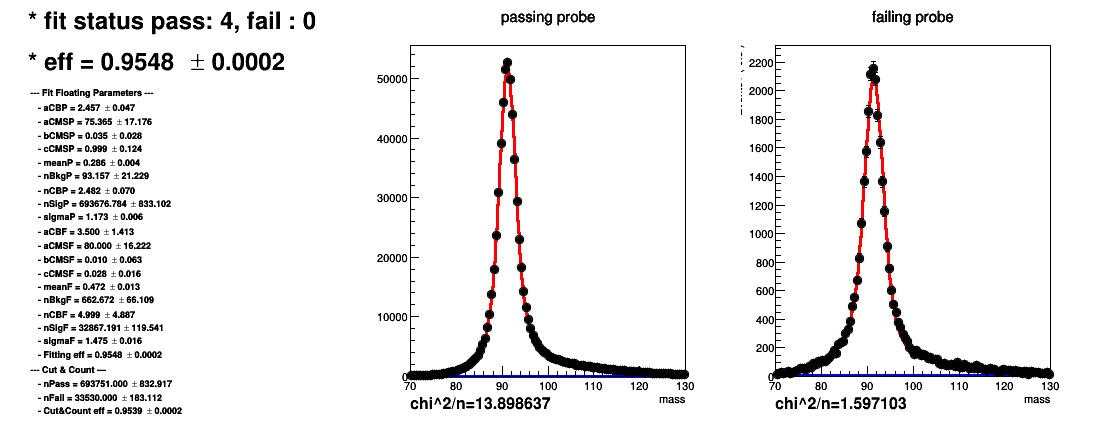 * fit status pass: 4, fail : 0
* eff = 0.9548 ± 0.0002
--- Fit Floating Parameters ---
- aCBP = 2.457 ± 0.047
- aCMSP = 75.365 ± 17.176
- bCMSP = 0.035 ± 0.028
- cCMSP = 0.999 ± 0.124
- meanP = 0.286 ± 0.004
- nBkgP = 93.157 ± 21.229
- nCBP = 2.482 ± 0.070
- nSigP = 693676.784 ± 833.102
- sigmaP = 1.173 ± 0.006
- aCBF = 3.500 ± 1.413
- aCMSF = 80.000 ± 16.222
- bCMSF = 0.010 ± 0.063
- cCMSF = 0.028 ± 0.016
- meanF = 0.472 ± 0.013
- nBkgF = 662.672 ± 66.109
- nCBF = 4.999 ± 4.887
- nSigF = 32867.191 ± 119.541
- sigmaF = 1.475 ± 0.016
- Fitting eff = 0.9548 ± 0.0002
--- Cut & Count ---
- nPass = 693751.000 ± 832.917
- nFail = 33530.000 ± 183.112
- Cut&Count eff = 0.9539 ± 0.0002
passing probe
50000
40000
30000
20000
10000
0
70 80 90 100 110 120 130
mass
chi^2/n=13.898637
failing probe
2200
2000
1800
1600
1400
1200
1000
800
600
400
200
0
70 80 90 100 110 120 130
mass
chi^2/n=1.597103